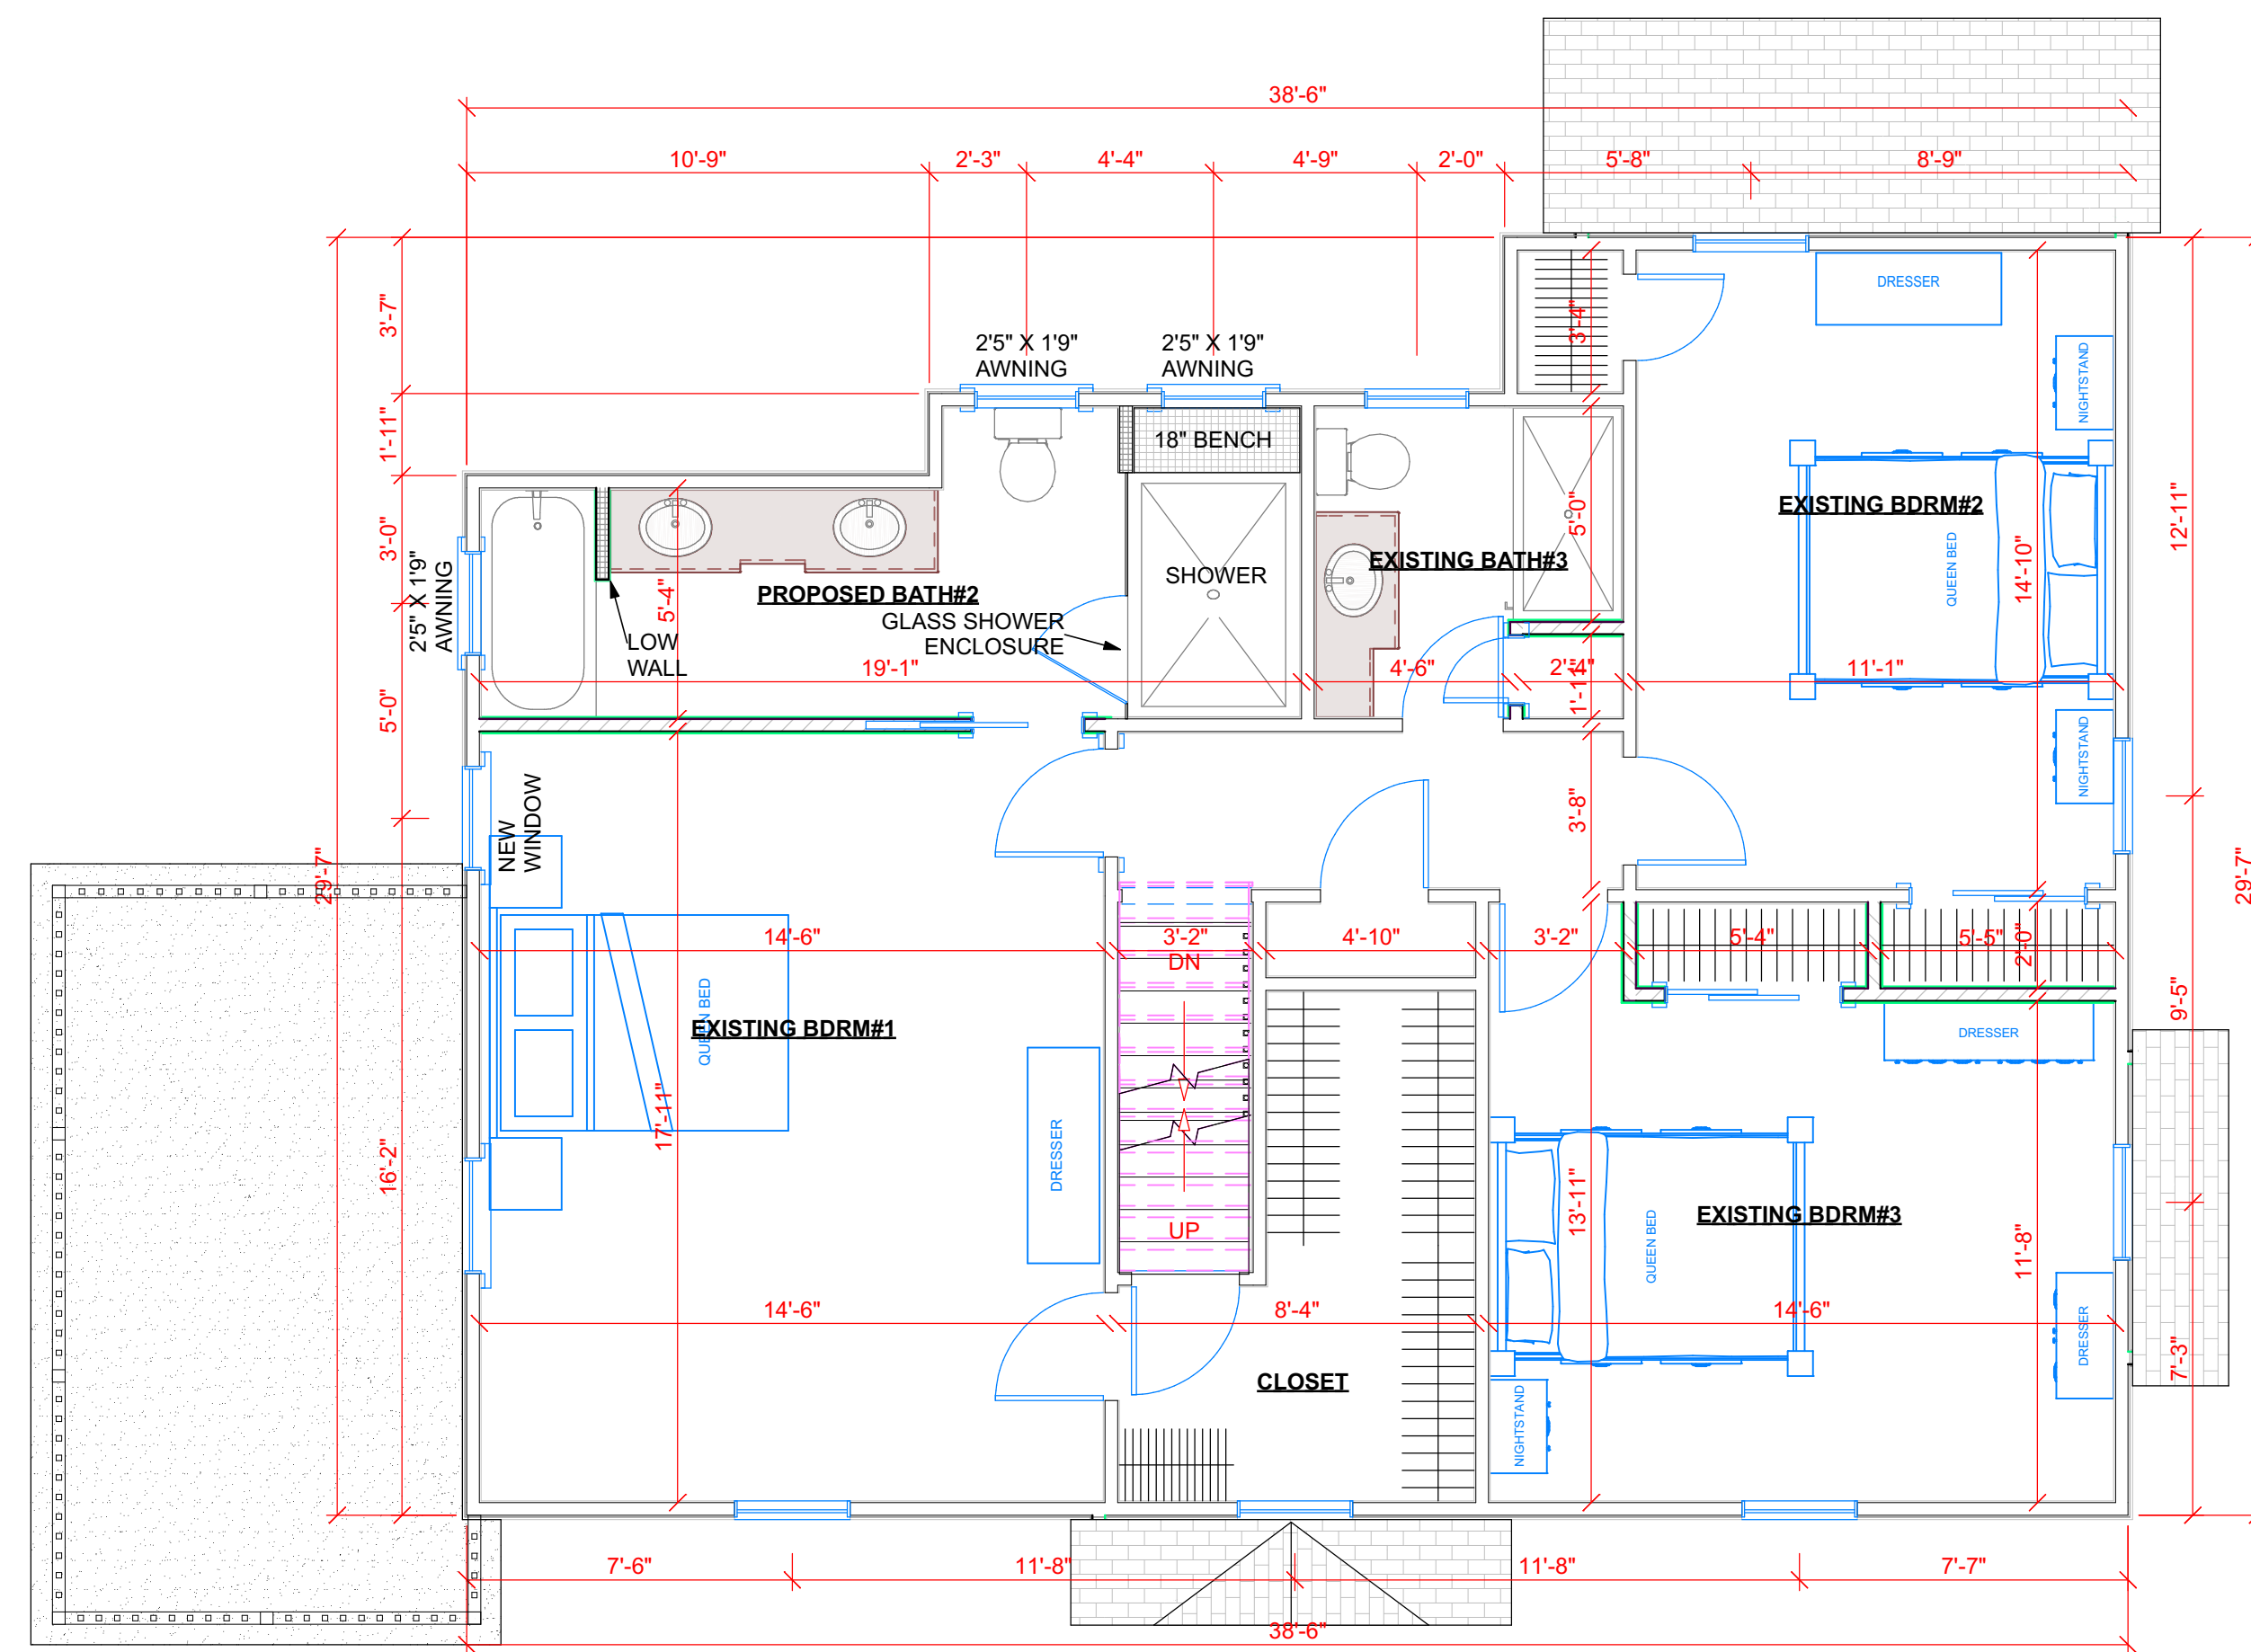 38'-6"
10'-9"
2'-3"
4'-4"
4'-9"
2'-0"
5'-8"
8'-9"
3'-7"
1'-11"
3'-0"
5'-0"
16'-2"
29'-7"
2'5" X 1'9"
AWNING
2'5" X 1'9"
AWNING
2'5" X 1'9"
AWNING
18" BENCH
SHOWER
PROPOSED BATH#2
GLASS SHOWER
ENCLOSURE
LOW
WALL
5'-4"
19'-1"
EXISTING BATH#3
5'-0"
4'-6"
2'-4"
1'-11"
3'-4"
DRESSER
NIGHTSTAND
EXISTING BDRM#2
QUEEN BED
14'-10"
11'-1"
NIGHTSTAND
12'-11"
29'-7"
3'-8"
NEW
WINDOW
14'-6"
3'-2"
DN
4'-10"
3'-2"
5'-4"
5'-5"
2'-0"
9'-5"
QUEEN BED
EXISTING BDRM#1
17'-11"
DRESSER
UP
DRESSER
13'-11"
QUEEN BED
EXISTING BDRM#3
11'-8"
14'-6"
8'-4"
14'-6"
DRESSER
7'-3"
CLOSET
NIGHTSTAND
7'-6"
11'-8"
11'-8"
7'-7"
38'-6"